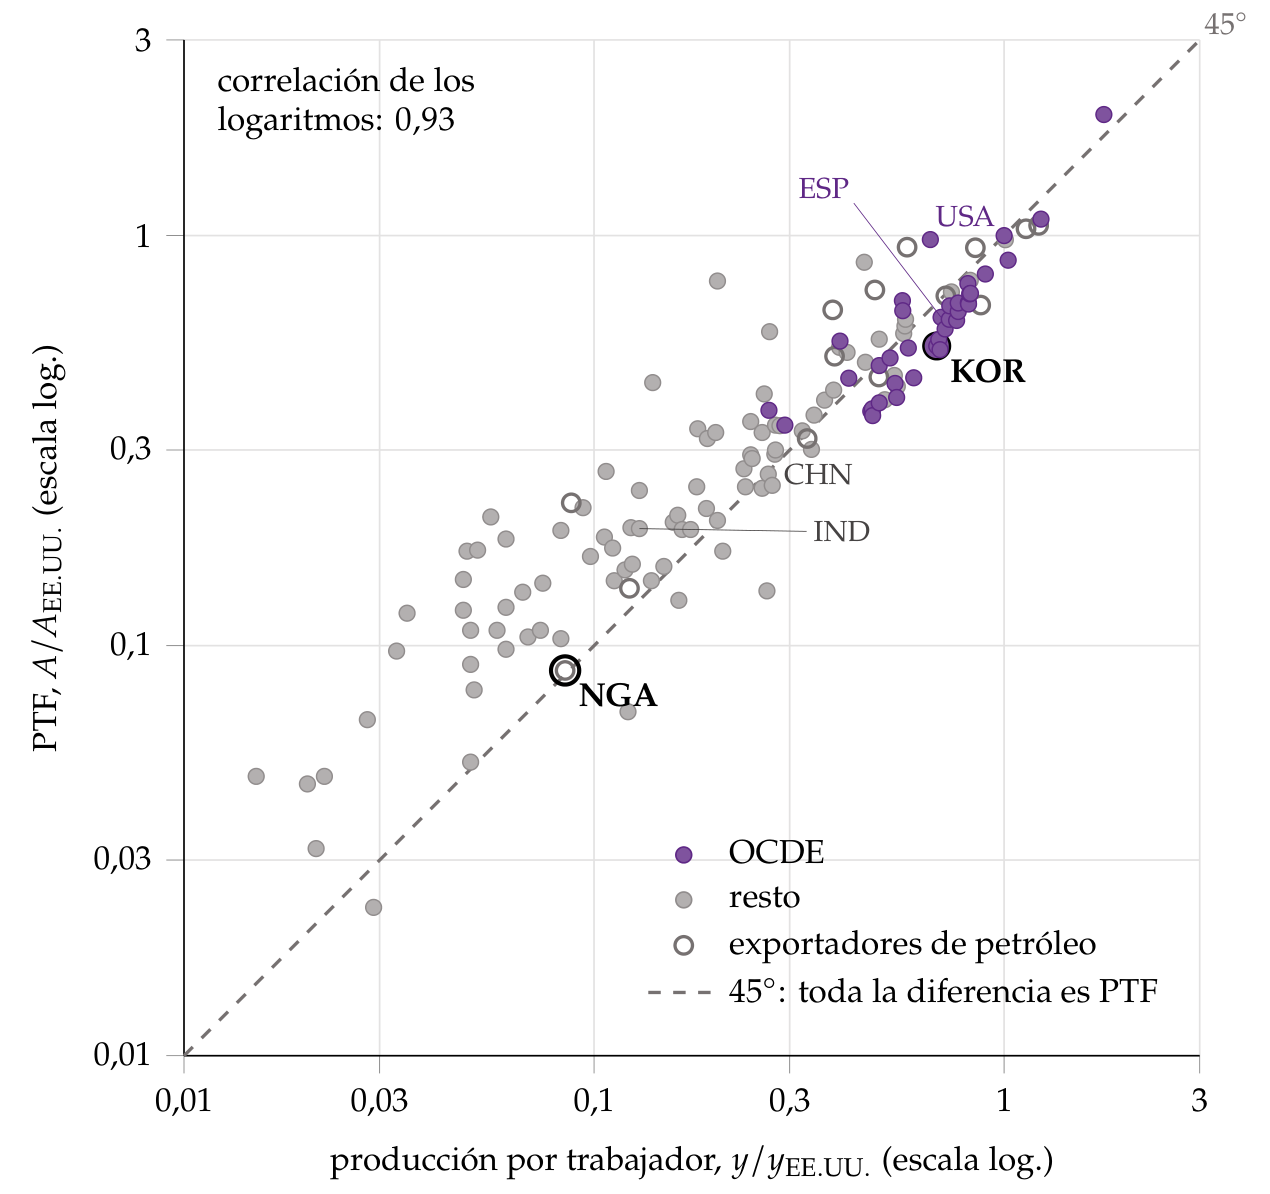 45°
3
correlación de los
logaritmos: 0,93
ESP
USA
1
KOR
0,3
CHN
IND
PTF, A/A_EE.UU. (escala log.)
0,1
NGA
OCDE
0,03
resto
exportadores de petróleo
45°: toda la diferencia es PTF
0,01
0,01 0,03 0,1 0,3 1 3
producción por trabajador, y/y_EE.UU. (escala log.)